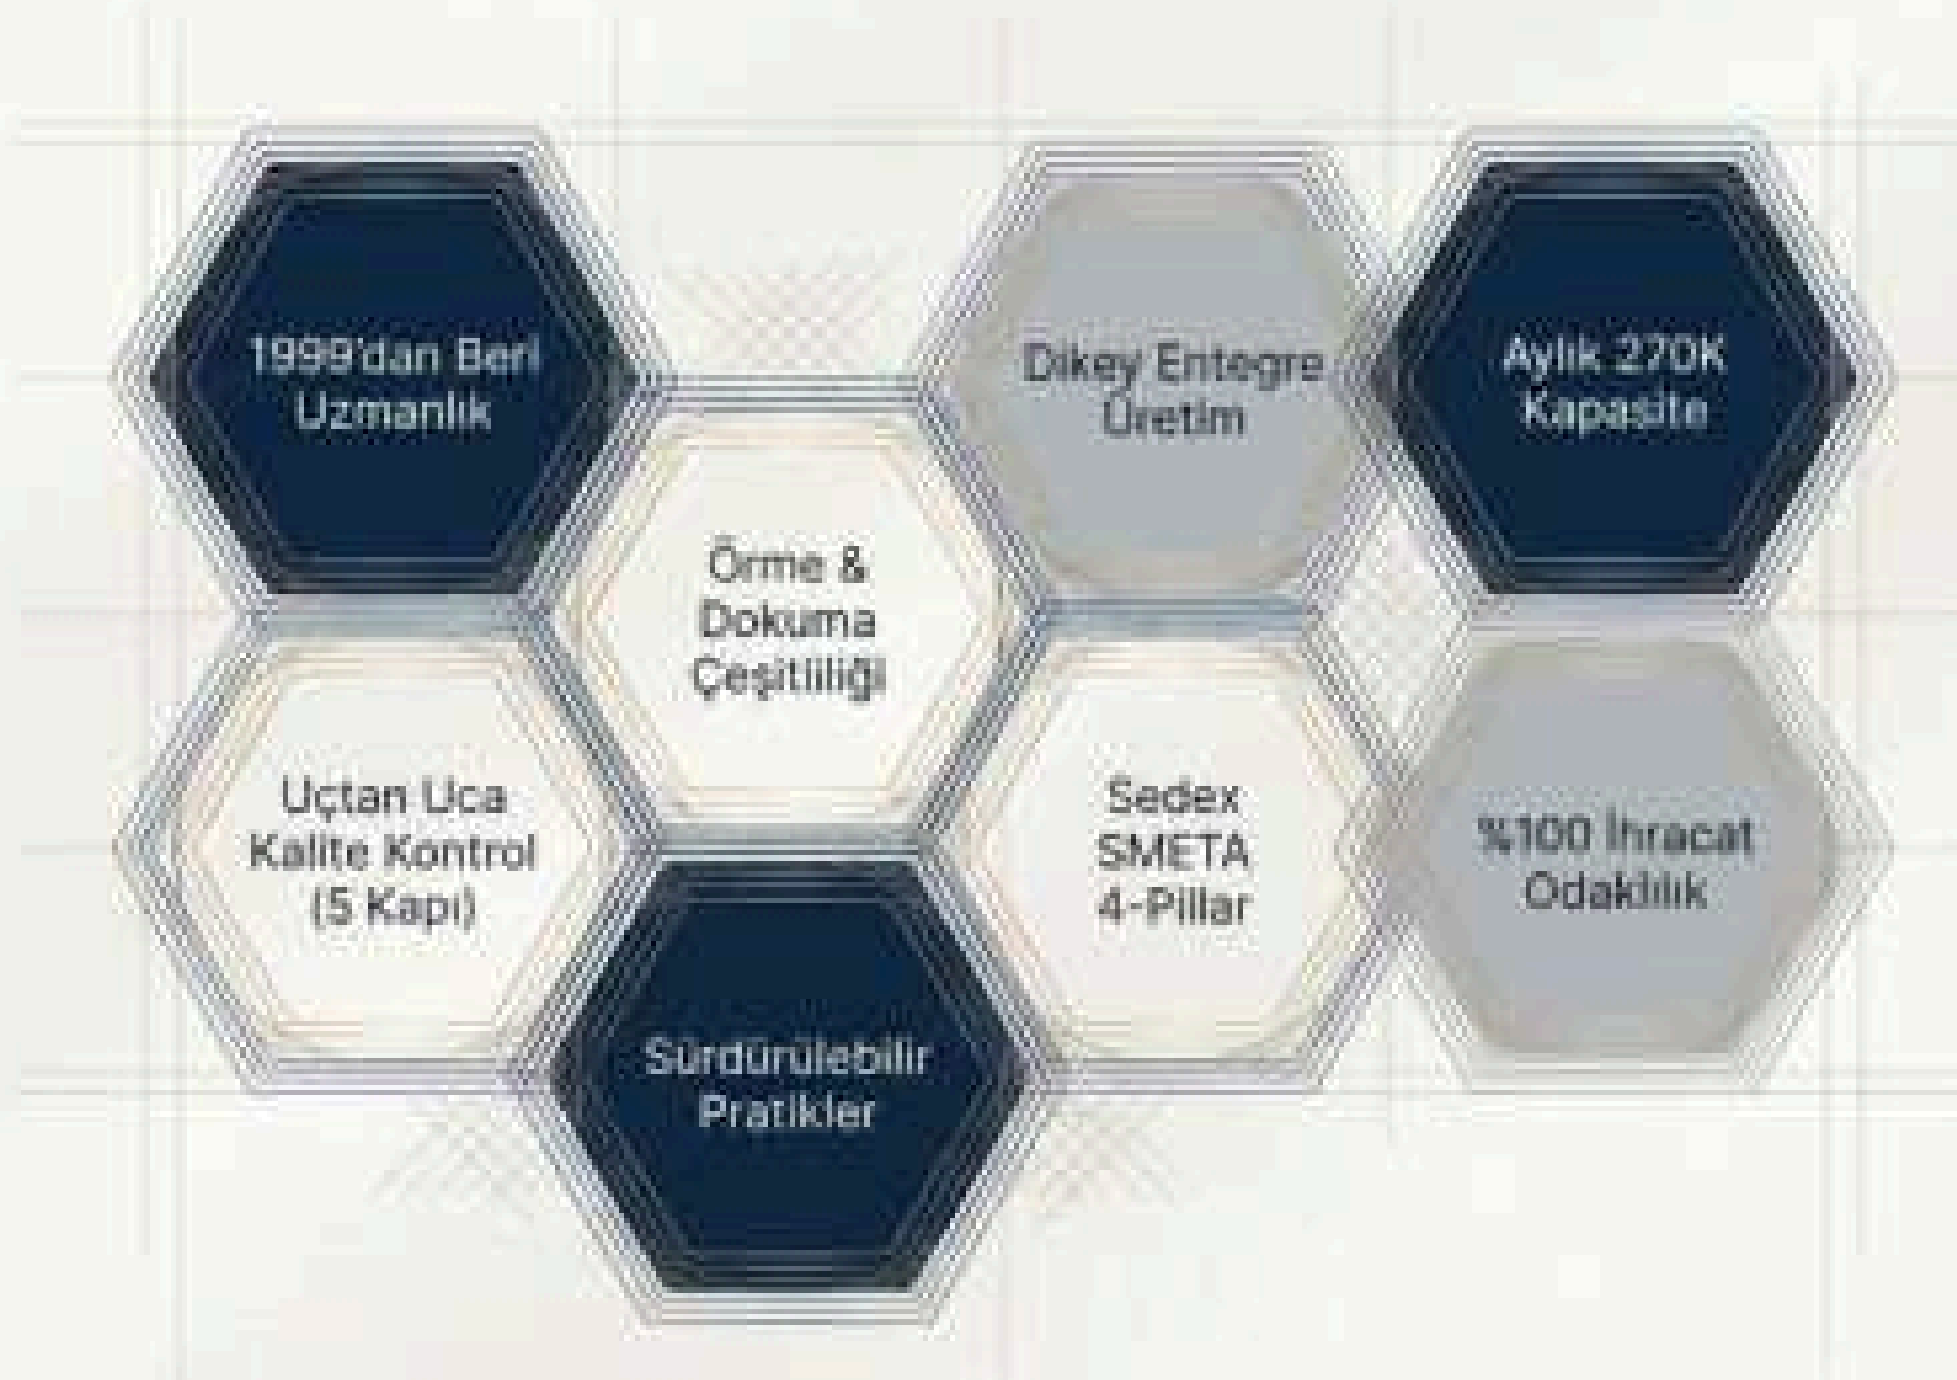 1999'dan Beri
Uzmanlık
Dikey Entegre
Üretim
Aylık 270K
Kapasite
Örme &
Dokuma
Çeşitliliği
Uçtan Uca
Kalite Kontrol
(5 Kapı)
Sedex
SMETA
4-Pillar
%100 İhracat
Odaklılık
Sürdürülebilir
Pratikler